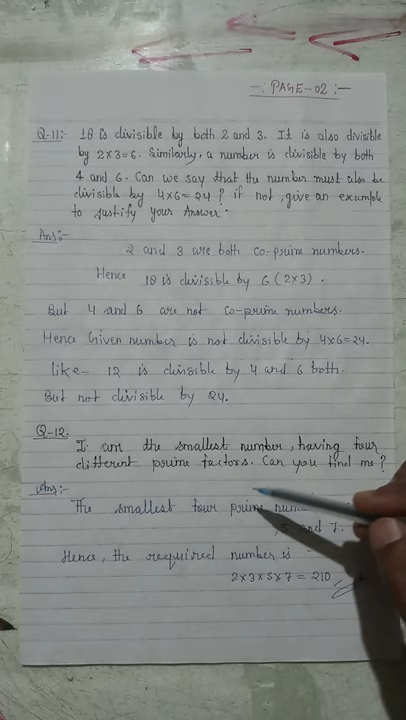 -: PAGE-02 :-
Q-11:- 18 is divisible by both 2 and 3. It is also divisible
by 2×3=6. Similarly, a number is divisible by both
4 and 6. Can we say that the number must also be
divisible by 4×6=24? if not, give an example
to justify your Answer.
Ans:-
2 and 3 are both co-prime numbers.
Hence 18 is divisible by 6 (2×3).
But 4 and 6 are not co-prime numbers.
Hence Given number is not divisible by 4×6=24.
like- 12 is divisible by 4 and 6 both.
But not divisible by 24.
Q-12.
I am the smallest number, having four
different prime factors. Can you find me?
Ans:-
The smallest four prime
, 5 and 7.
Hence, the required number is
2×3×5×7 = 210